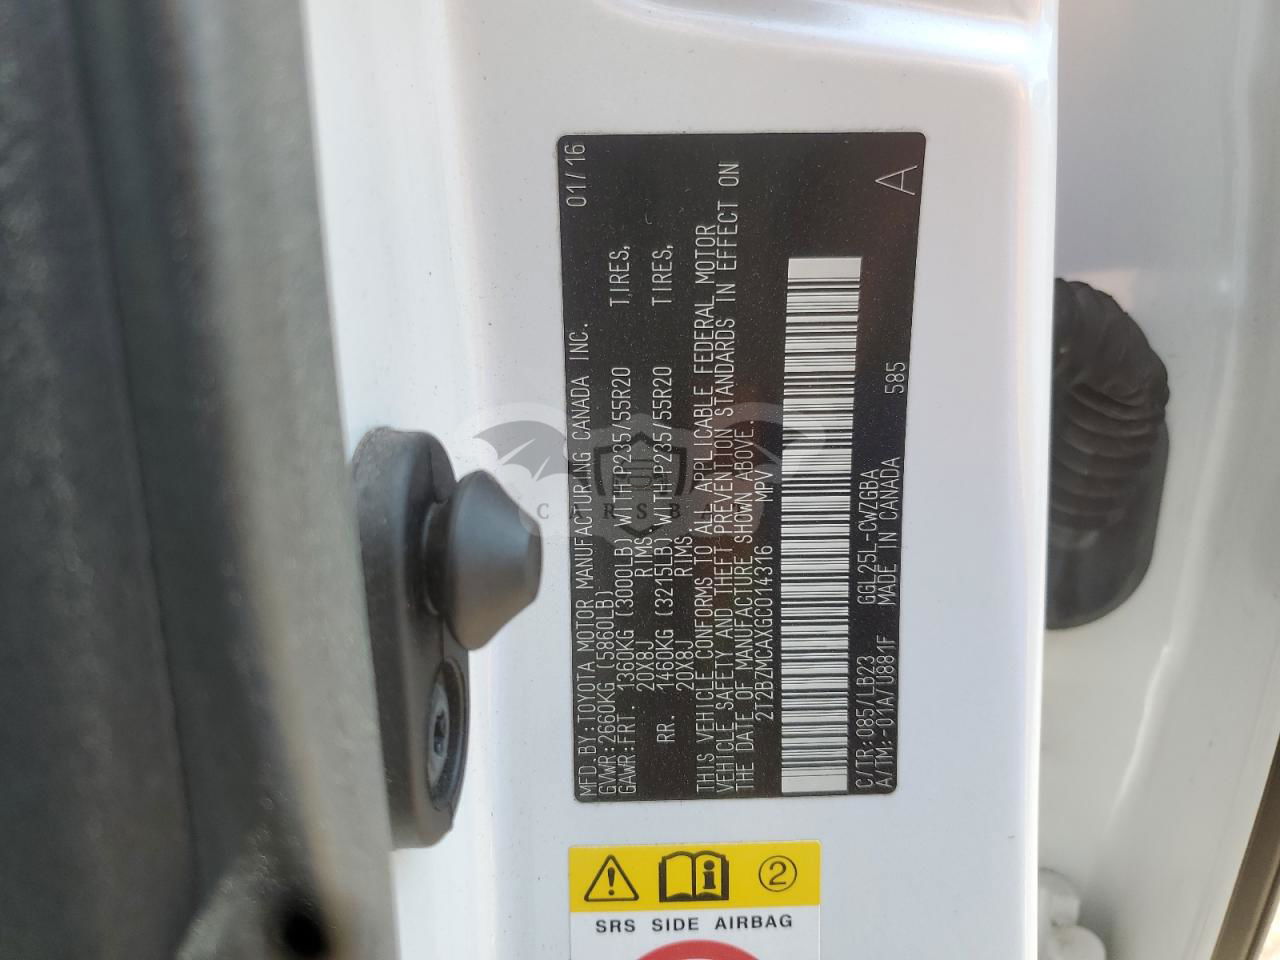 MFD.BY:TOYOTA MOTOR MANUFACTURING CANADA INC. 01/16
GVWR:2660KG (5860LB)
GAWR:FRT. 1360KG (3000LB) WITH P235/55R20 TIRES,
20X8J RIMS.
RR. 1460KG (3215LB) WITH P235/55R20 TIRES,
20X8J RIMS.
THIS VEHICLE CONFORMS TO ALL APPLICABLE FEDERAL MOTOR
VEHICLE SAFETY AND THEFT PREVENTION STANDARDS IN EFFECT ON
THE DATE OF MANUFACTURE SHOWN ABOVE.
2T2BZMCAXGC014316 MPV
C/TR:085/LB23 GGL25L-CWZGBA
A/TM:-01A/U881F MADE IN CANADA 585
A
2
SRS SIDE AIRBAG